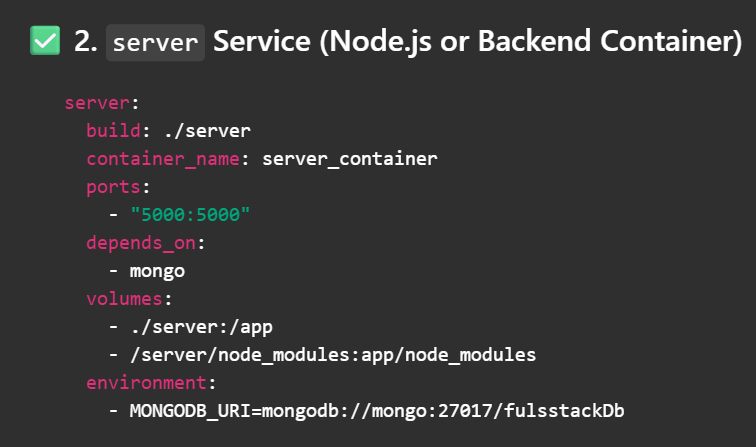 ✅ 2. server Service (Node.js or Backend Container)
server:
  build: ./server
  container_name: server_container
  ports:
    - "5000:5000"
  depends_on:
    - mongo
  volumes:
    - ./server:/app
    - /server/node_modules:app/node_modules
  environment:
    - MONGODB_URI=mongodb://mongo:27017/fulsstackDb